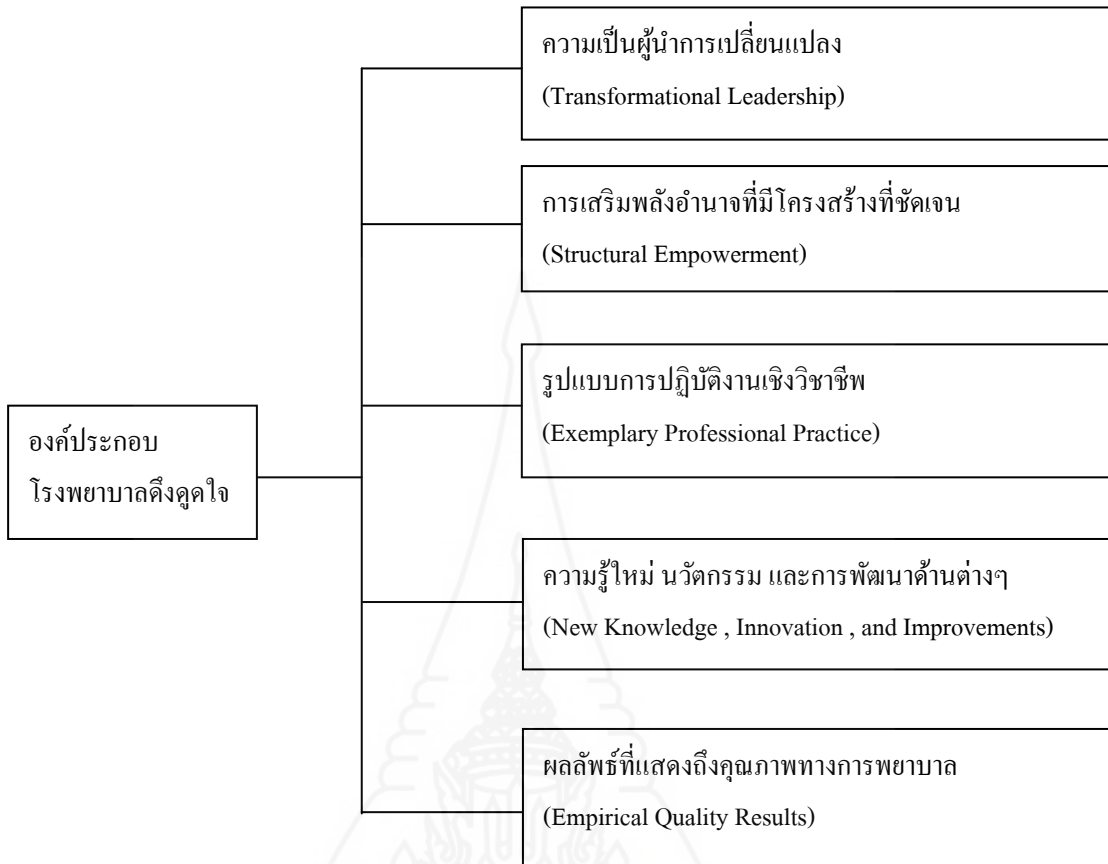 ความเป็นผู้นำการเปลี่ยนแปลง
(Transformational Leadership)
การเสริมพลังอำนาจที่มีโครงสร้างที่ชัดเจน
(Structural Empowerment)
รูปแบบการปฏิบัติงานเชิงวิชาชีพ
(Exemplary Professional Practice)
องค์ประกอบ
โรงพยาบาลดึงดูดใจ
ความรู้ใหม่ นวัตกรรม และการพัฒนาด้านต่างๆ
(New Knowledge , Innovation , and Improvements)
ผลลัพธ์ที่แสดงถึงคุณภาพทางการพยาบาล
(Empirical Quality Results)